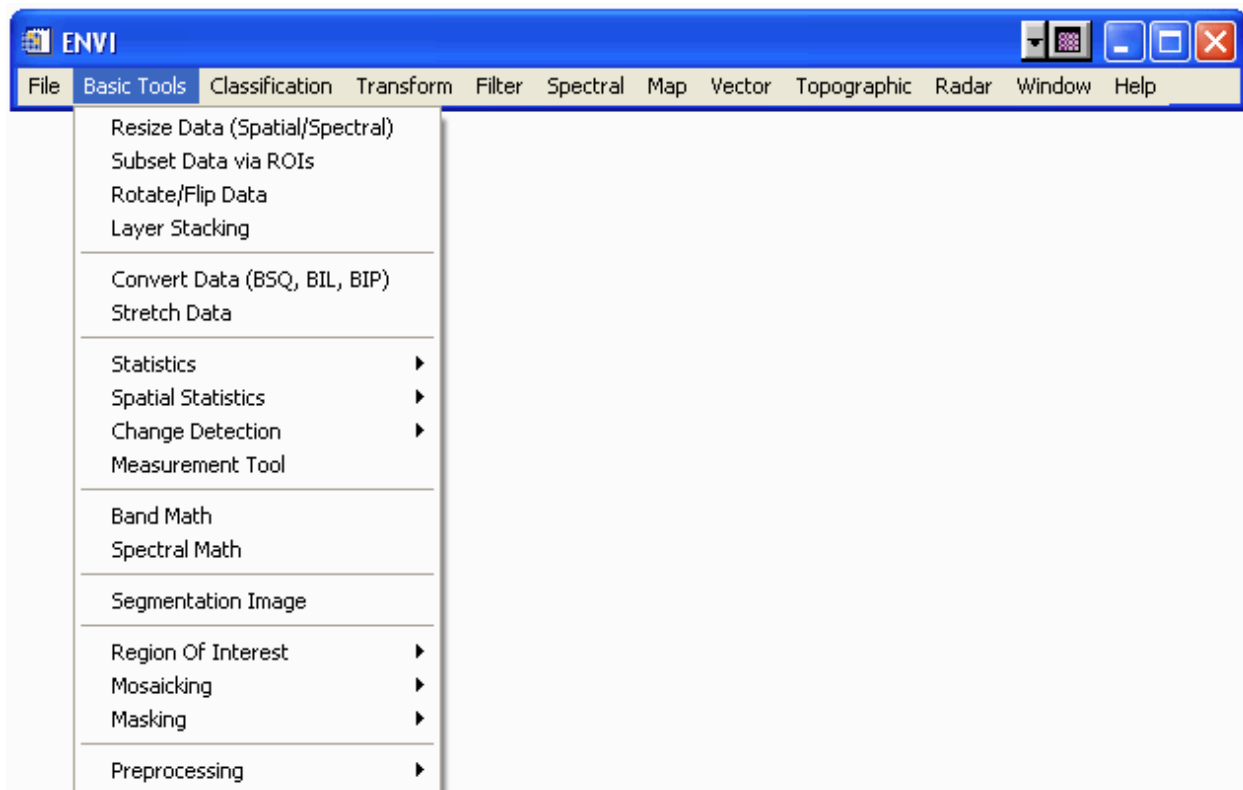 ENVI
File Basic Tools Classification Transform Filter Spectral Map Vector Topographic Radar Window Help
Resize Data (Spatial/Spectral)
Subset Data via ROIs
Rotate/Flip Data
Layer Stacking
Convert Data (BSQ, BIL, BIP)
Stretch Data
Statistics
Spatial Statistics
Change Detection
Measurement Tool
Band Math
Spectral Math
Segmentation Image
Region Of Interest
Mosaicking
Masking
Preprocessing